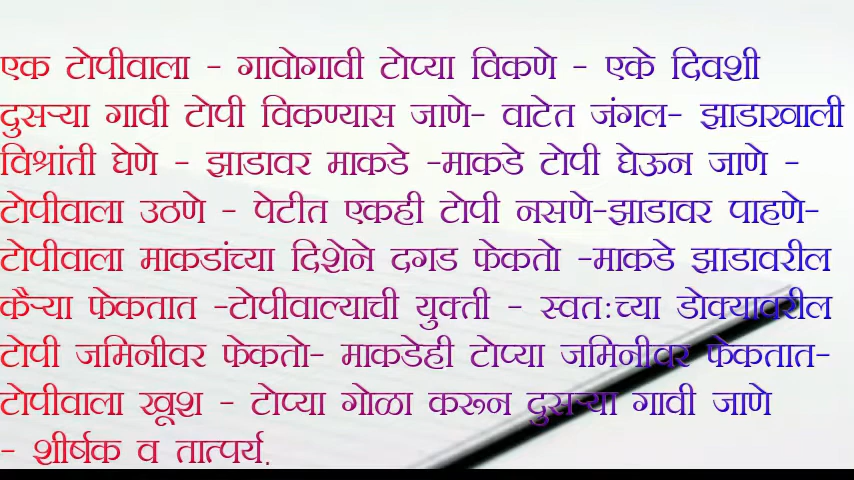 एक टोपीवाला - गावोगावी टोप्या विकणे - एके दिवशी
दुसऱ्या गावी टोपी विकण्यास जाणे- वाटेत जंगल- झाडाखाली
विश्रांती घेणे - झाडावर माकडे -माकडे टोपी घेऊन जाणे -
टोपीवाला उठणे - पेटीत एकही टोपी नसणे-झाडावर पाहणे-
टोपीवाला माकडांच्या दिशेने दगड फेकतो -माकडे झाडावरील
कैऱ्या फेकतात -टोपीवाल्याची युक्ती - स्वतःच्या डोक्यावरील
टोपी जमिनीवर फेकतो- माकडेही टोप्या जमिनीवर फेकतात-
टोपीवाला खूश - टोप्या गोळा करून दुसऱ्या गावी जाणे
- शीर्षक व तात्पर्य.